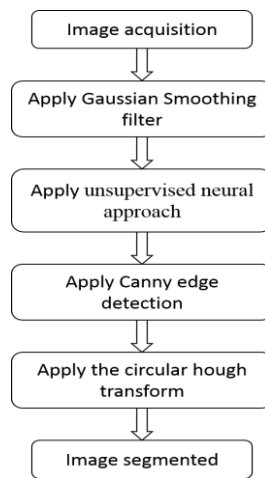 Image acquisition
Apply Gaussian Smoothing
filter
Apply unsupervised neural
approach
Apply Canny edge
detection
Apply the circular hough
transform
Image segmented